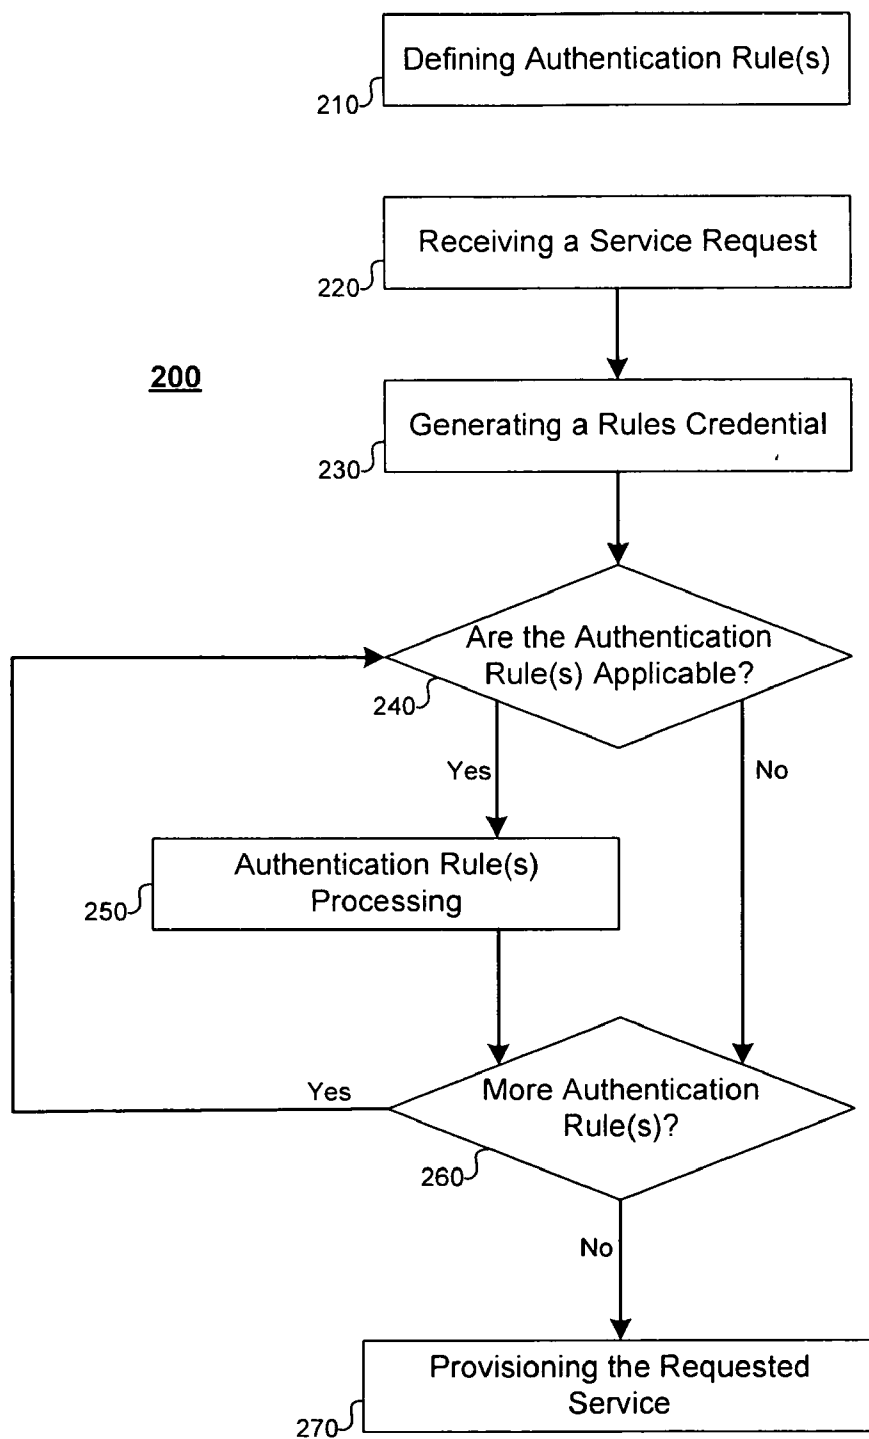 Defining Authentication Rule(s)
210
Receiving a Service Request
220
200
Generating a Rules Credential
230
Are the Authentication
Rule(s) Applicable?
240
Yes
No
Authentication Rule(s)
Processing
250
More Authentication
Rule(s)?
Yes
260
No
Provisioning the Requested
Service
270